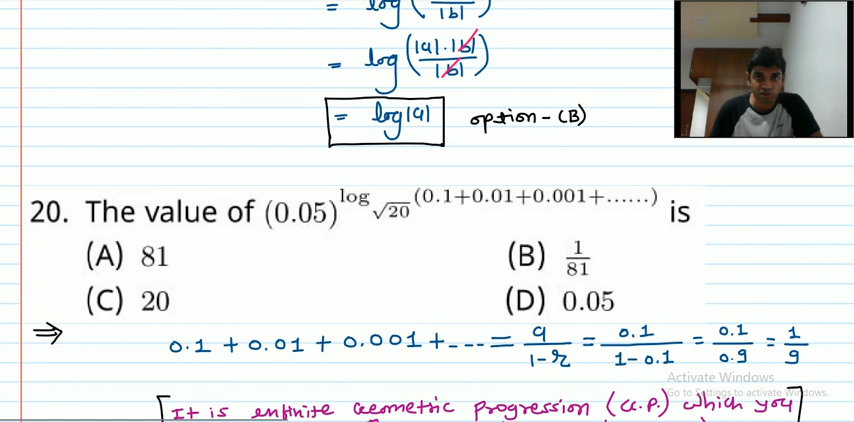 = log(     /|b|)
= log(|a|.|b|/|b|)
= log|a| option-(B)
20. The value of (0.05)^log_√20(0.1+0.01+0.001+......) is
(A) 81 (B) 1/81
(C) 20 (D) 0.05
⇒ 0.1 + 0.01 + 0.001 + --- = a/1-r = 0.1/1-0.1 = 0.1/0.9 = 1/9
Activate Windows
Go to Settings to activate Windows.
[It is infinite Geometric progression (G.P.) which you]